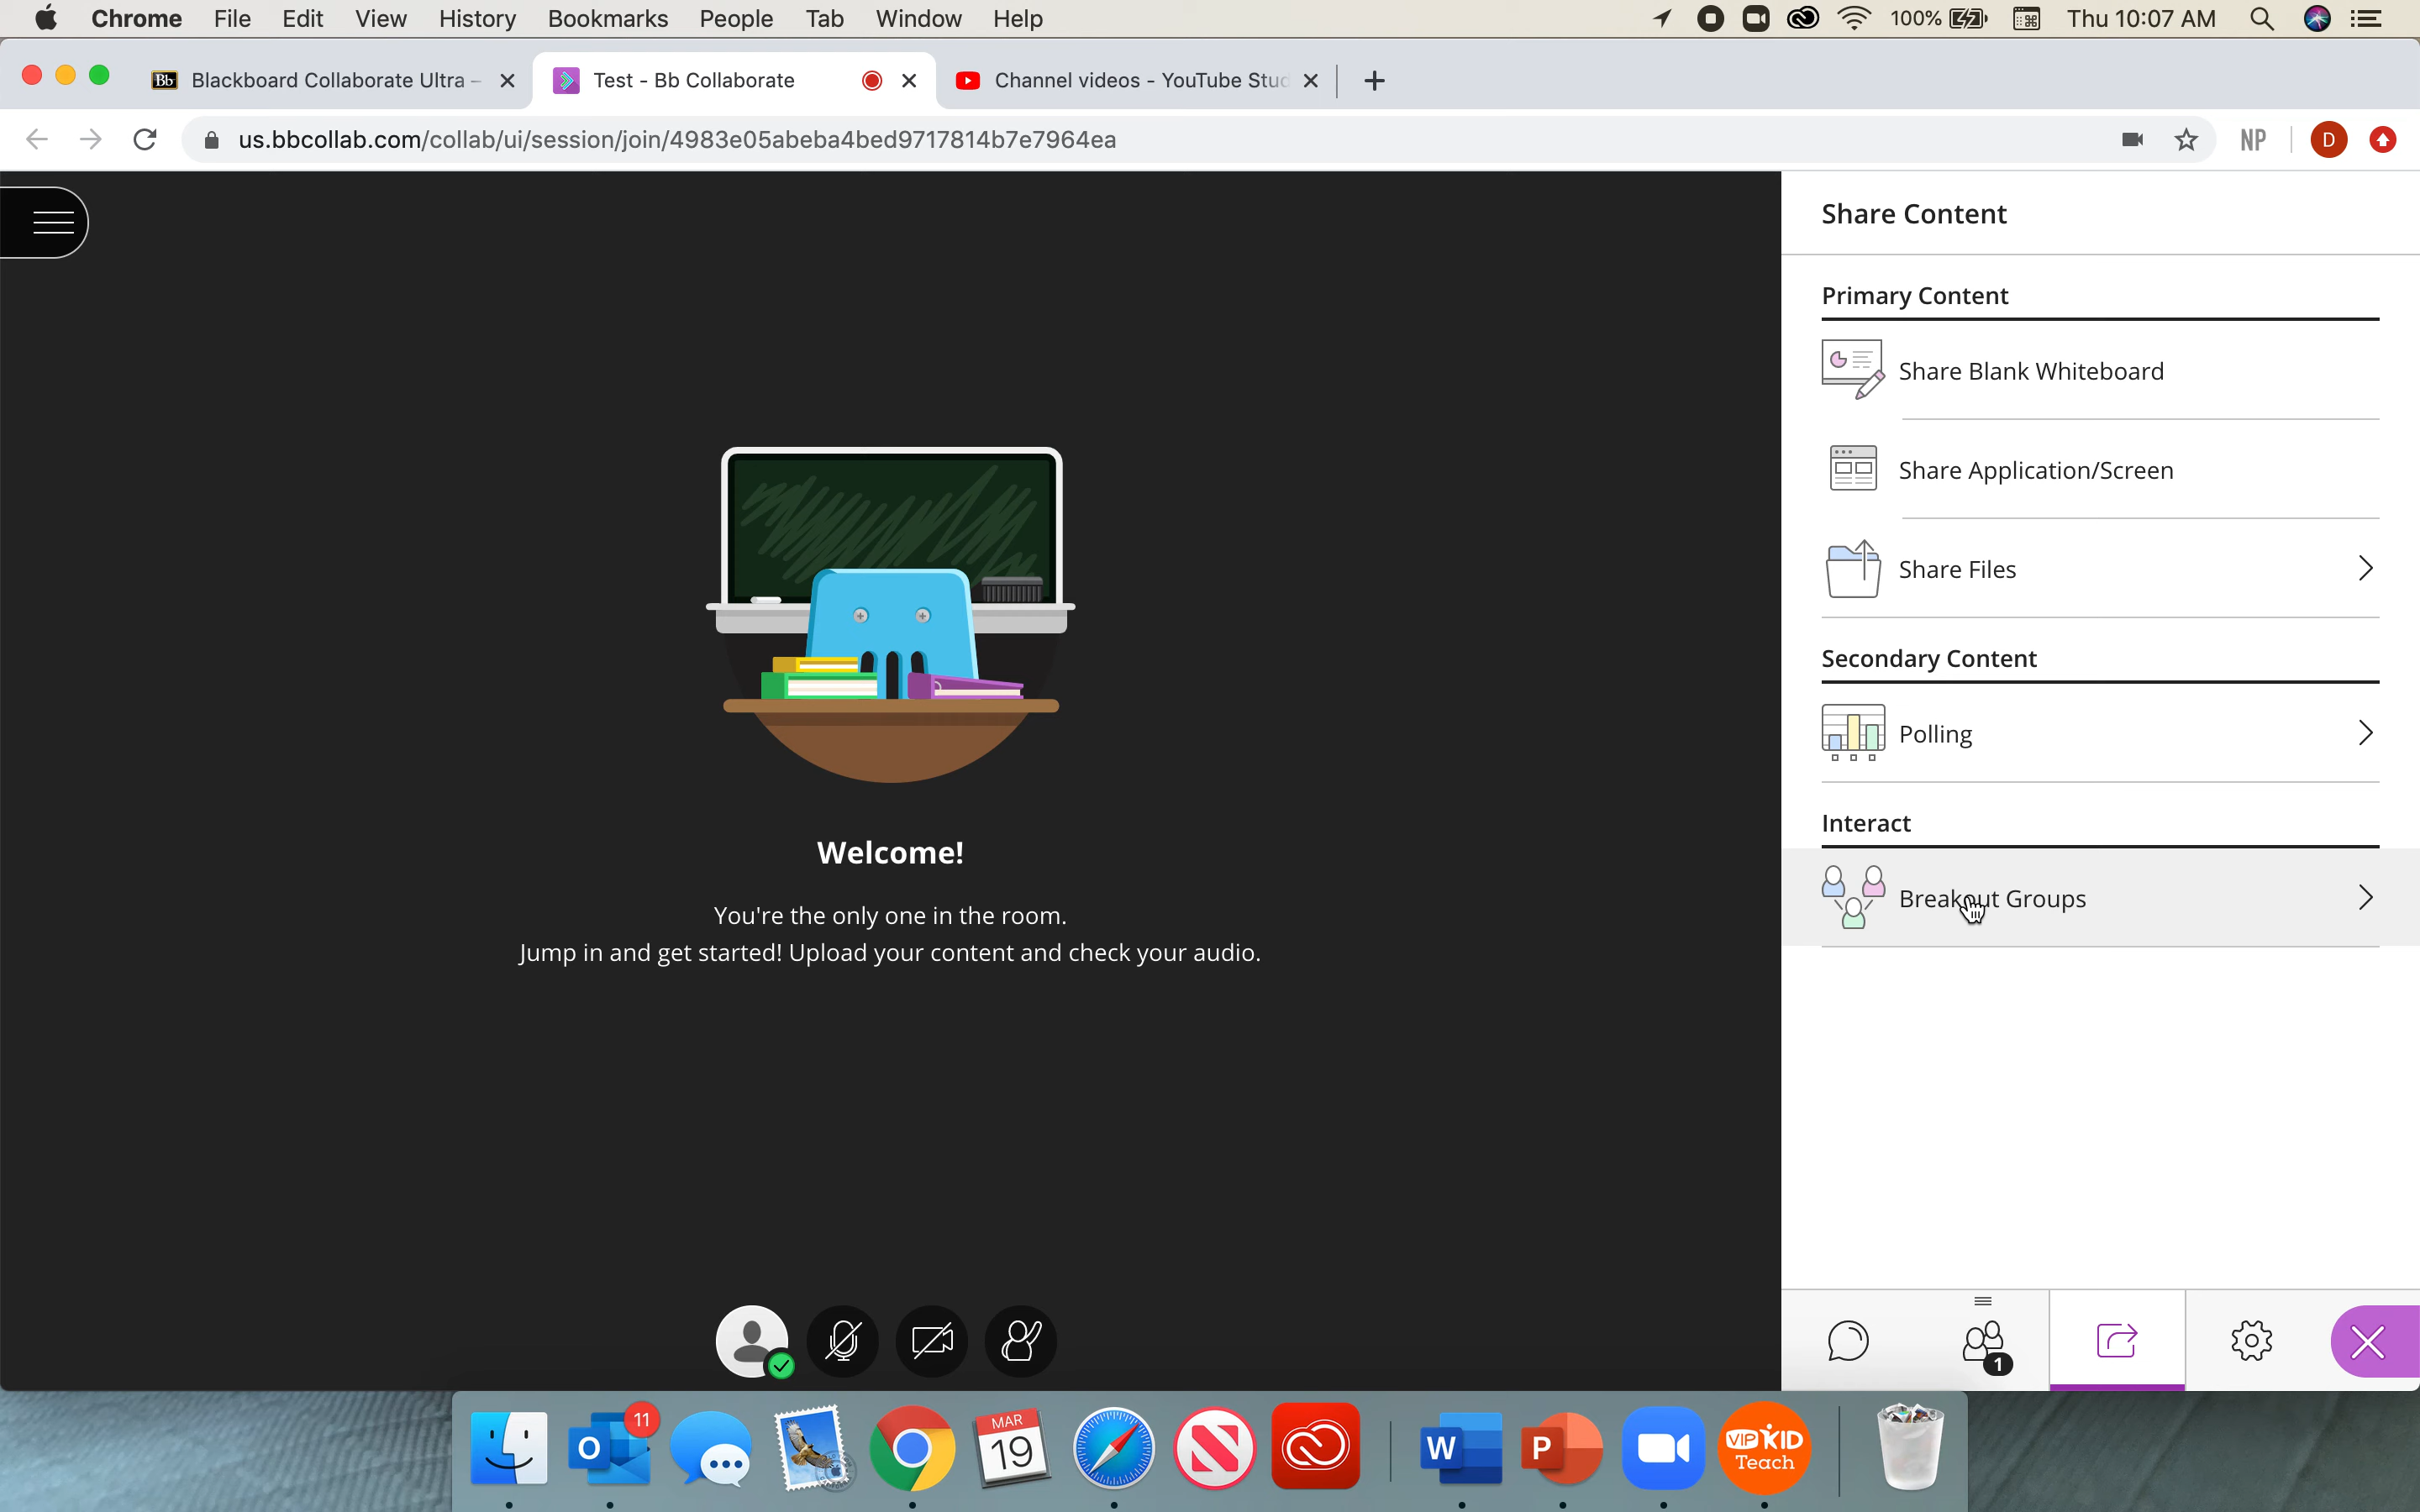 Chrome File Edit View History Bookmarks People Tab Window Help 100% Thu 10:07 AM
Bb Blackboard Collaborate Ultra – Test - Bb Collaborate Channel videos - YouTube Stud
us.bbcollab.com/collab/ui/session/join/4983e05abeba4bed9717814b7e7964ea NP D
Share Content
Primary Content
Share Blank Whiteboard
Share Application/Screen
Share Files
Secondary Content
Polling
Interact
Breakout Groups
Welcome!
You're the only one in the room.
Jump in and get started! Upload your content and check your audio.
1
O 11 MAR 19 W P VIPKID Teach